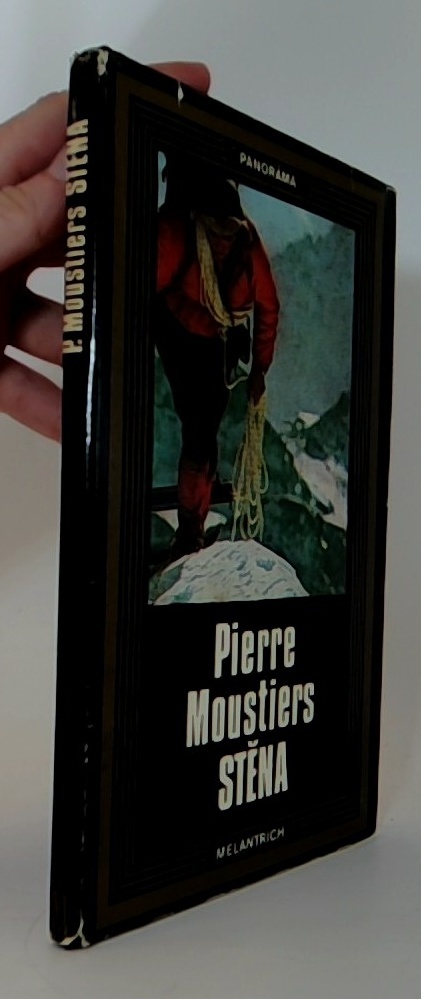 P. Moustiers STĚNA
PANORAMA
Pierre
Moustiers
STĚNA
MELANTRICH